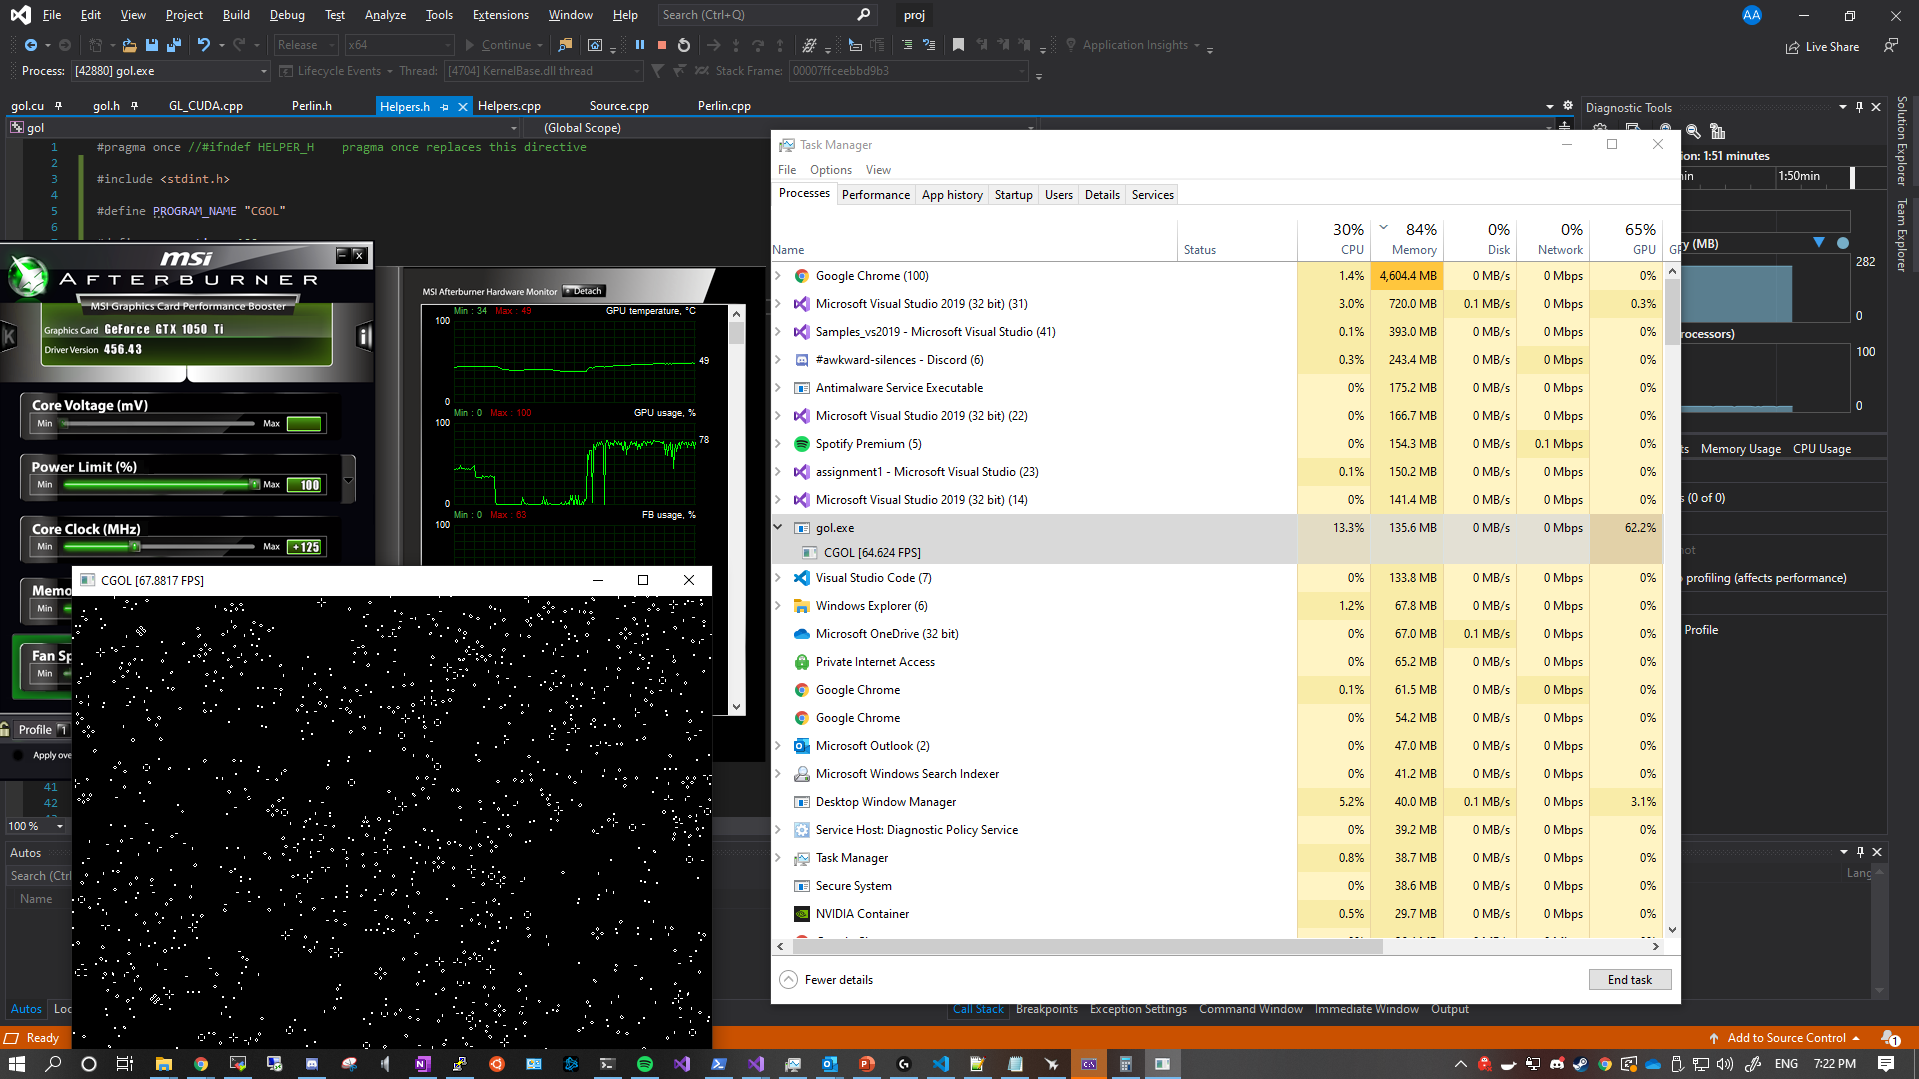 File Edit View Project Build Debug Test Analyze Tools Extensions Window Help Search (Ctrl+Q) proj AA
Release x64 Continue Application Insights Live Share
Process: [42880] gol.exe Lifecycle Events Thread: [4704] KernelBase.dll thread Stack Frame: 00007ffceebbd9b3
gol.cu gol.h GL_CUDA.cpp Perlin.h Helpers.h Helpers.cpp Source.cpp Perlin.cpp
gol (Global Scope)
1 #pragma once //#ifndef HELPER_H pragma once replaces this directive
2
3 #include <stdint.h>
4
5 #define PROGRAM_NAME "CGOL"
6
msi
AFTERBURNER
MSI Graphics Card Performance Booster
Graphics Card GeForce GTX 1050 Ti
Driver Version 456.43
Core Voltage (mV)
Min Max
Power Limit (%)
Min Max 100
Core Clock (MHz)
Min Max +125
Memo
Min
Fan Sp
Min
Profile 1
Apply ove
MSI Afterburner Hardware Monitor Detach
Min : 34 Max : 49 GPU temperature, °C
100
49
0
Min : 0 Max : 100 GPU usage, %
100
78
0
Min : 0 Max : 63 FB usage, %
100
CGOL [67.8817 FPS]
41
42
100 %
Autos
Search (Ctrl
Name
Autos Loc
Ready
Task Manager
File Options View
Processes Performance App history Startup Users Details Services
30% 84% 0% 0% 65%
Name Status CPU Memory Disk Network GPU GP
Google Chrome (100) 1.4% 4,604.4 MB 0 MB/s 0 Mbps 0%
Microsoft Visual Studio 2019 (32 bit) (31) 3.0% 720.0 MB 0.1 MB/s 0 Mbps 0.3%
Samples_vs2019 - Microsoft Visual Studio (41) 0.1% 393.0 MB 0 MB/s 0 Mbps 0%
#awkward-silences - Discord (6) 0.3% 243.4 MB 0 MB/s 0 Mbps 0%
Antimalware Service Executable 0% 175.2 MB 0 MB/s 0 Mbps 0%
Microsoft Visual Studio 2019 (32 bit) (22) 0% 166.7 MB 0 MB/s 0 Mbps 0%
Spotify Premium (5) 0% 154.3 MB 0 MB/s 0.1 Mbps 0%
assignment1 - Microsoft Visual Studio (23) 0.1% 150.2 MB 0 MB/s 0 Mbps 0%
Microsoft Visual Studio 2019 (32 bit) (14) 0% 141.4 MB 0 MB/s 0 Mbps 0%
gol.exe 13.3% 135.6 MB 0 MB/s 0 Mbps 62.2%
CGOL [64.624 FPS]
Visual Studio Code (7) 0% 133.8 MB 0 MB/s 0 Mbps 0%
Windows Explorer (6) 1.2% 67.8 MB 0 MB/s 0 Mbps 0%
Microsoft OneDrive (32 bit) 0% 67.0 MB 0.1 MB/s 0 Mbps 0%
Private Internet Access 0% 65.2 MB 0 MB/s 0 Mbps 0%
Google Chrome 0.1% 61.5 MB 0 MB/s 0 Mbps 0%
Google Chrome 0% 54.2 MB 0 MB/s 0 Mbps 0%
Microsoft Outlook (2) 0% 47.0 MB 0 MB/s 0 Mbps 0%
Microsoft Windows Search Indexer 0% 41.2 MB 0 MB/s 0 Mbps 0%
Desktop Window Manager 5.2% 40.0 MB 0.1 MB/s 0 Mbps 3.1%
Service Host: Diagnostic Policy Service 0% 39.2 MB 0 MB/s 0 Mbps 0%
Task Manager 0.8% 38.7 MB 0 MB/s 0 Mbps 0%
Secure System 0% 38.6 MB 0 MB/s 0 Mbps 0%
NVIDIA Container 0.5% 29.7 MB 0 MB/s 0 Mbps 0%
Fewer details End task
Call Stack Breakpoints Exception Settings Command Window Immediate Window Output
Diagnostic Tools
ion: 1:51 minutes
min 1:50min
ry (MB)
282
0
rocessors)
100
0
ts Memory Usage CPU Usage
s (0 of 0)
hot
profiling (affects performance)
Profile
Lang
Solution Explorer
Team Explorer
Add to Source Control 1
ENG 7:22 PM